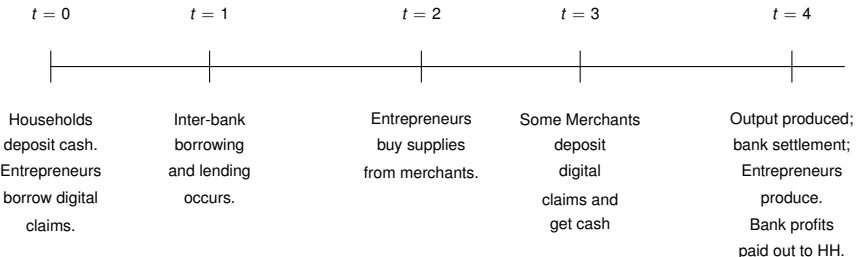 t = 0
t = 1
t = 2
t = 3
t = 4
Households
deposit cash.
Entrepreneurs
borrow digital
claims.
Inter-bank
borrowing
and lending
occurs.
Entrepreneurs
buy supplies
from merchants.
Some Merchants
deposit
digital
claims and
get cash
Output produced;
bank settlement;
Entrepreneurs
produce.
Bank profits
paid out to HH.